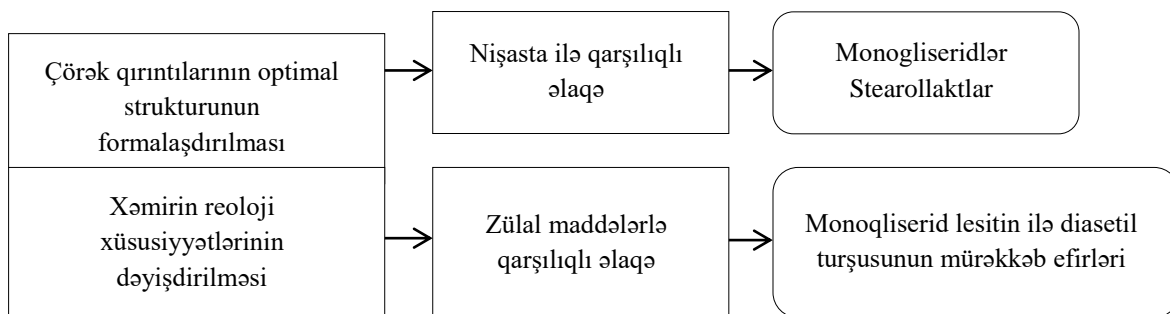 Çörək qırıntılarının optimal
strukturunun
formalaşdırılması
Nişasta ilə qarşılıqlı
əlaqə
Monogliseridlər
Stearollaktlar
Xəmirin reoloji
xüsusiyyətlərinin
dəyişdirilməsi
Zülal maddələrlə
qarşılıqlı əlaqə
Monoqliserid lesitin ilə diasetil
turşusunun mürəkkəb efirləri